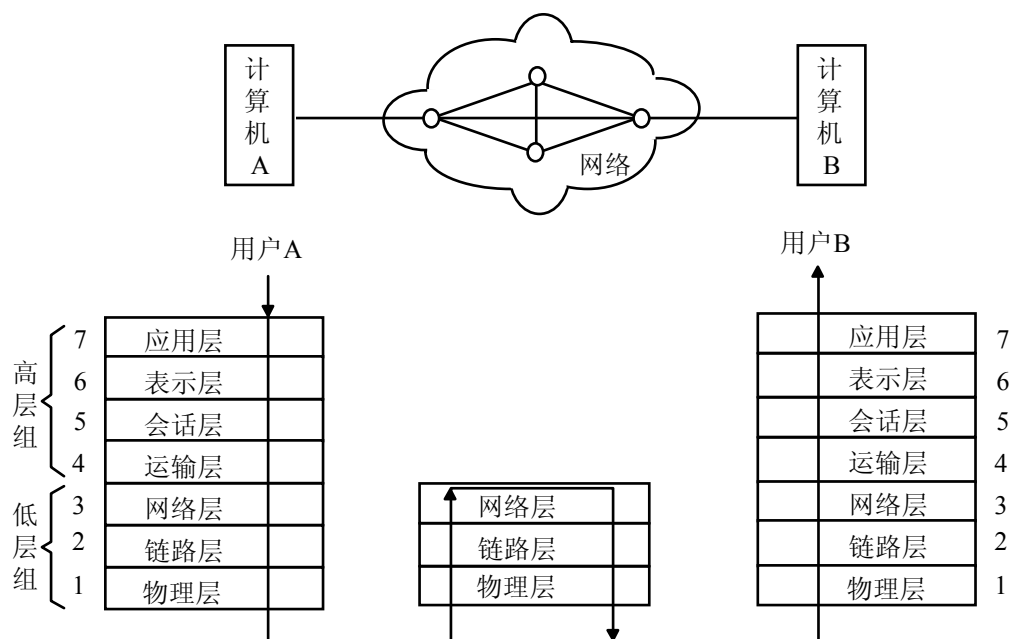 计算机A
计算机B
网络
用户A
用户B
高层组
低层组
7 应用层
6 表示层
5 会话层
4 运输层
3 网络层
2 链路层
1 物理层
网络层
链路层
物理层
应用层 7
表示层 6
会话层 5
运输层 4
网络层 3
链路层 2
物理层 1